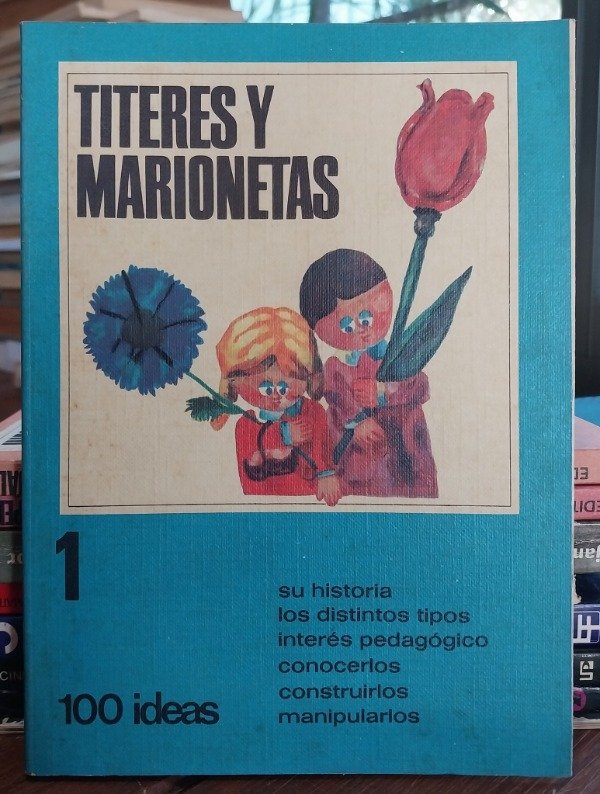 TITERES Y
MARIONETAS
1
su historia
los distintos tipos
interés pedagógico
conocerlos
construirlos
manipularlos
100 ideas